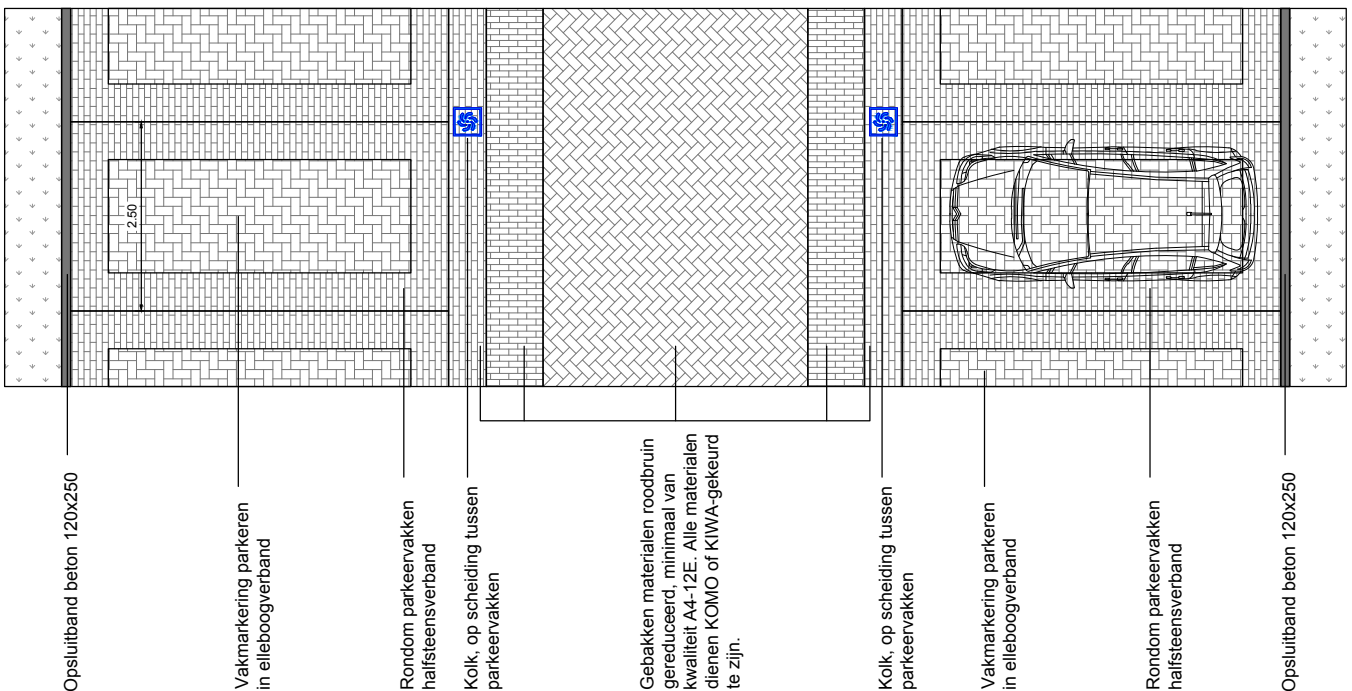 2.50
Opsluitband beton 120x250
Vakmarkering parkeren
in elleboogverband
Rondom parkeervakken
halfsteensverband
Kolk, op scheiding tussen
parkeervakken
Gebakken materialen roodbruin
gereduceerd, minimaal van
kwaliteit A4-12E. Alle materialen
dienen KOMO of KIWA-gekeurd
te zijn.
Kolk, op scheiding tussen
parkeervakken
Vakmarkering parkeren
in elleboogverband
Rondom parkeervakken
halfsteensverband
Opsluitband beton 120x250